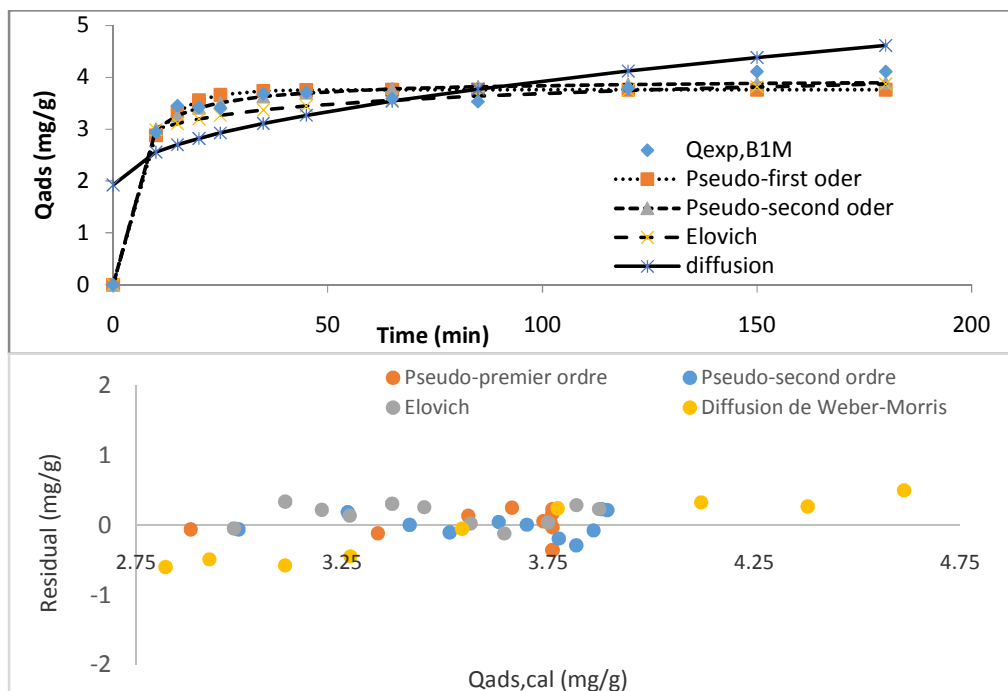 5
4
3
2
1
0
Qads (mg/g)
Qexp,B1M
Pseudo-first oder
Pseudo-second oder
Elovich
diffusion
0 50 100 150 200
Time (min)
2
1
0
-1
-2
Residual (mg/g)
Pseudo-premier ordre Pseudo-second ordre
Elovich Diffusion de Weber-Morris
2.75 3.25 3.75 4.25 4.75
Qads,cal (mg/g)